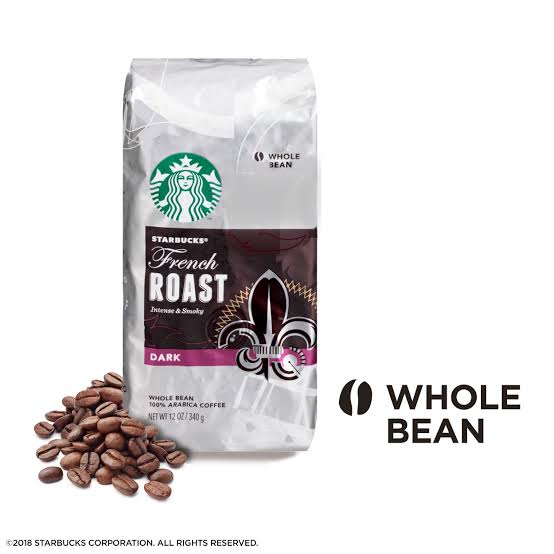 WHOLE
BEAN
STARBUCKS®
French
ROAST
Intense & Smoky
DARK
WHOLE BEAN
100% ARABICA COFFEE
NET WT 12 OZ/340g
WHOLE
BEAN
©2018 STARBUCKS CORPORATION. ALL RIGHTS RESERVED.